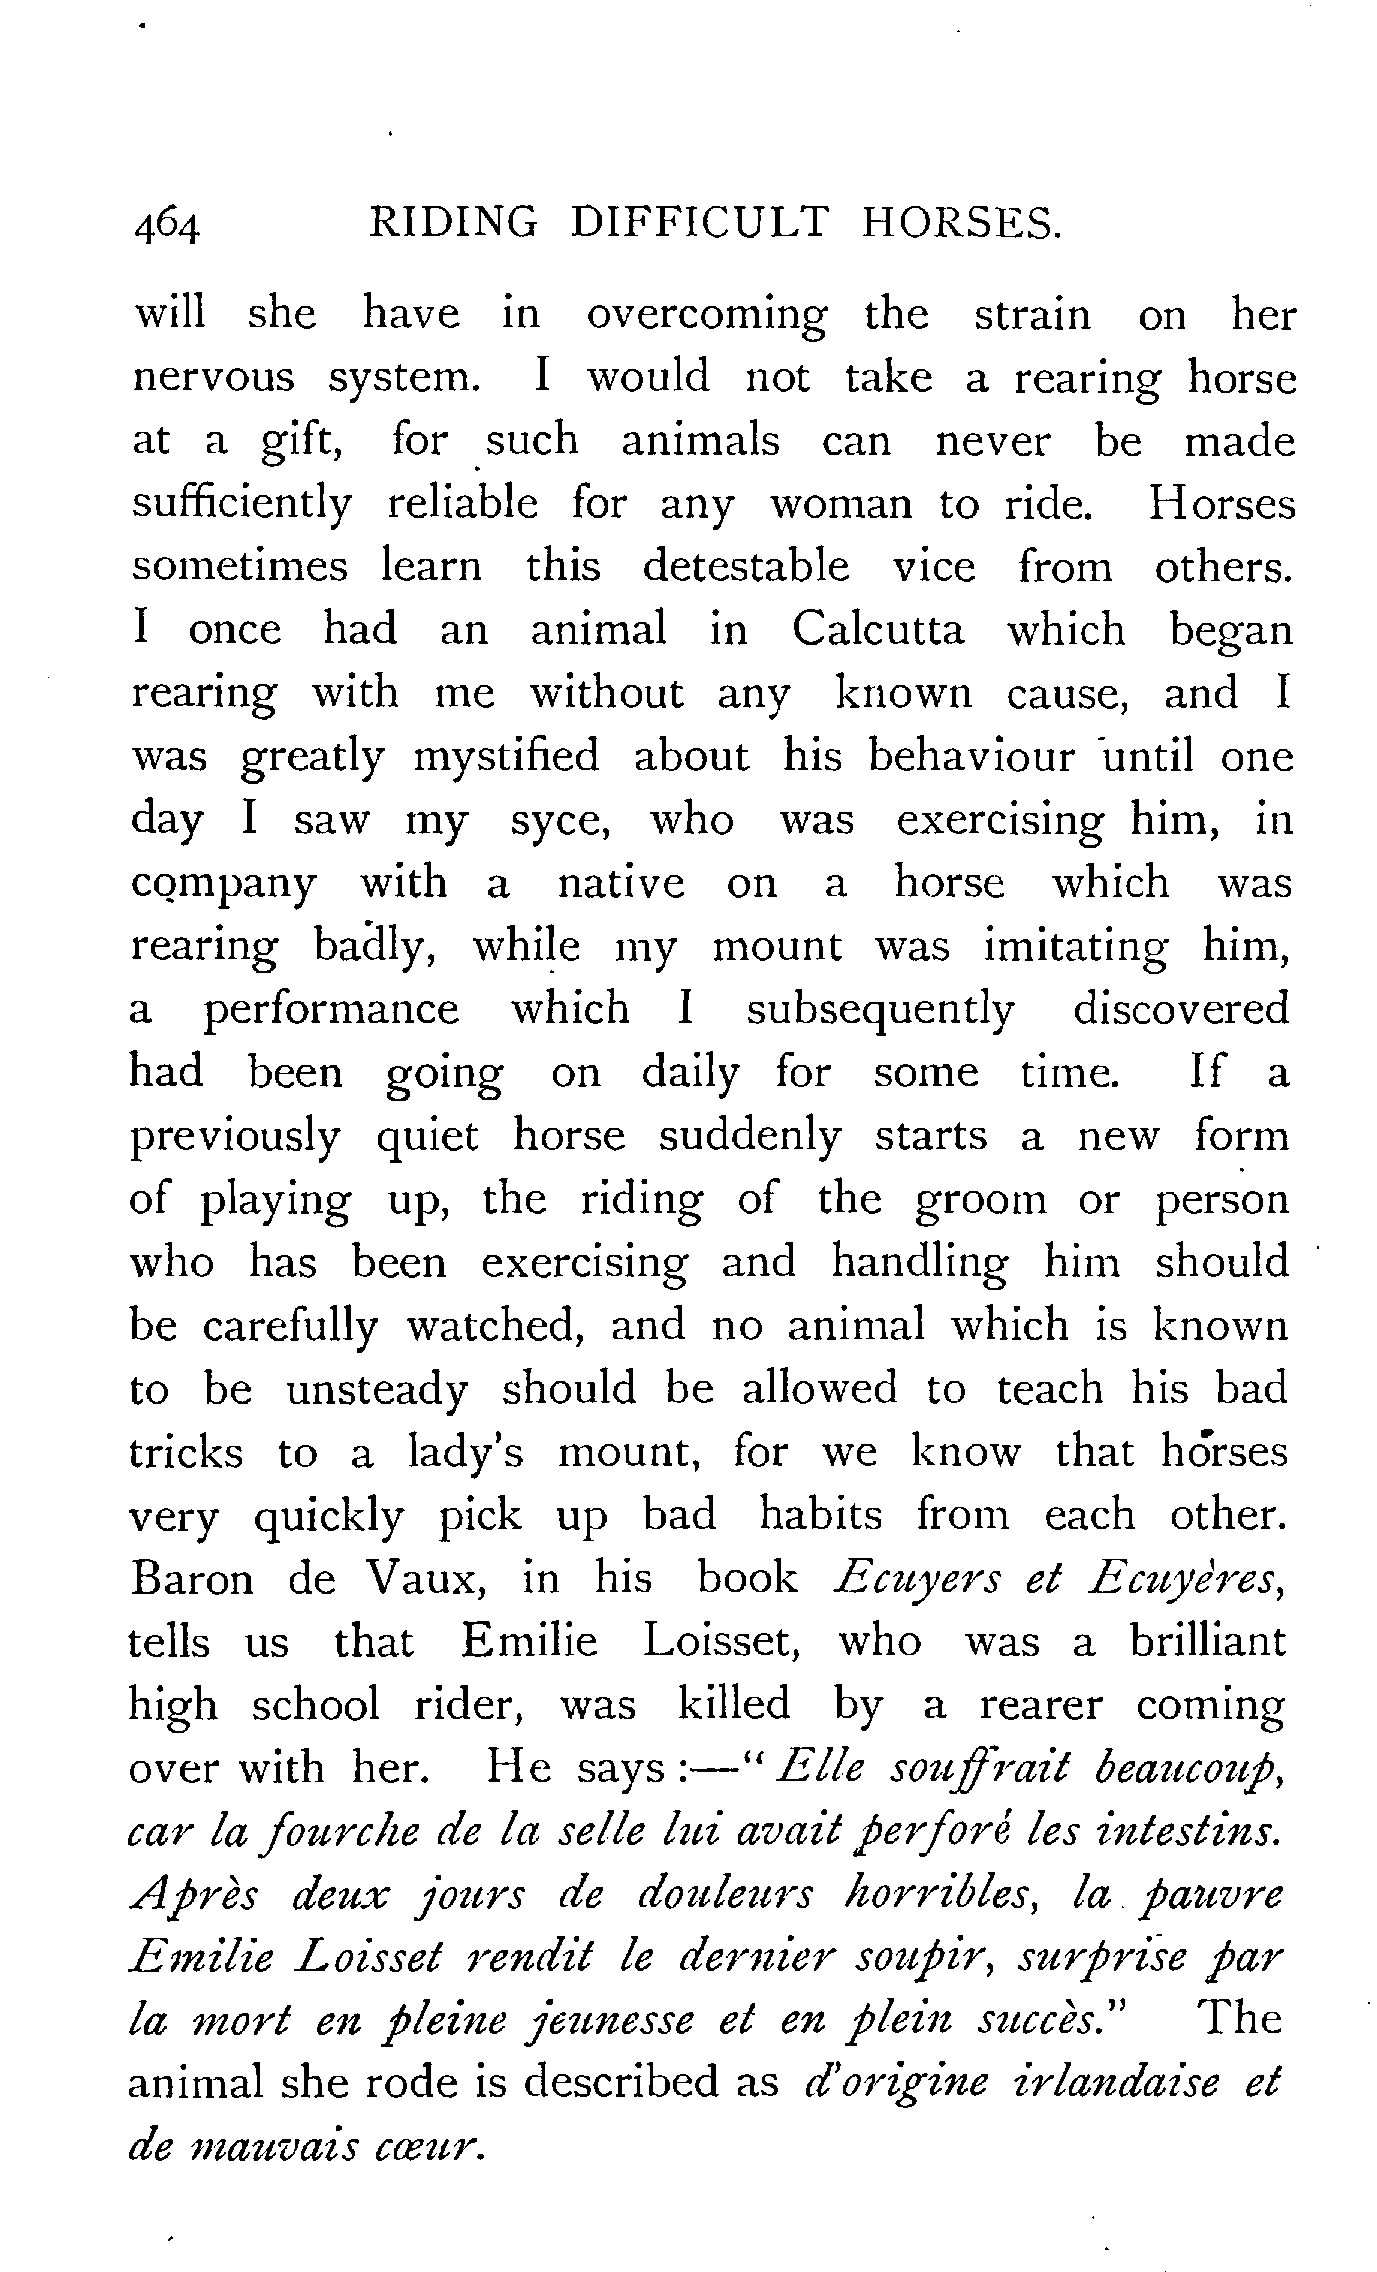 464 RIDING DIFFICULT HORSES.
will she have in overcoming the strain on her
nervous system. I would not take a rearing horse
at a gift, for such animals can never be made
sufficiently reliable for any woman to ride. Horses
sometimes learn this detestable vice from others.
I once had an animal in Calcutta which began
rearing with me without any known cause, and I
was greatly mystified about his behaviour until one
day I saw my syce, who was exercising him, in
company with a native on a horse which was
rearing badly, while my mount was imitating him,
a performance which I subsequently discovered
had been going on daily for some time. If a
previously quiet horse suddenly starts a new form
of playing up, the riding of the groom or person
who has been exercising and handling him should
be carefully watched, and no animal which is known
to be unsteady should be allowed to teach his bad
tricks to a lady's mount, for we know that horses
very quickly pick up bad habits from each other.
Baron de Vaux, in his book Ecuyers et Ecuyères,
tells us that Emilie Loisset, who was a brilliant
high school rider, was killed by a rearer coming
over with her. He says :—“ Elle souffrait beaucoup,
car la fourche de la selle lui avait perforé les intestins.
Après deux jours de douleurs horribles, la pauvre
Emilie Loisset rendit le dernier soupir, surprise par
la mort en pleine jeunesse et en plein succès.” The
animal she rode is described as d'origine irlandaise et
de mauvais cœur.